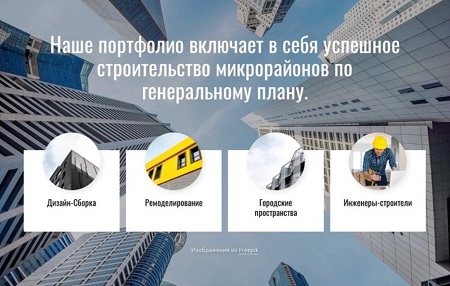 Наше портфолио включает в себя успешное
строительство микрорайонов по
генеральному плану.
Дизайн-Сборка
Ремоделирование
Городские
пространства
Инженеры-строители
Изображения из Freepik